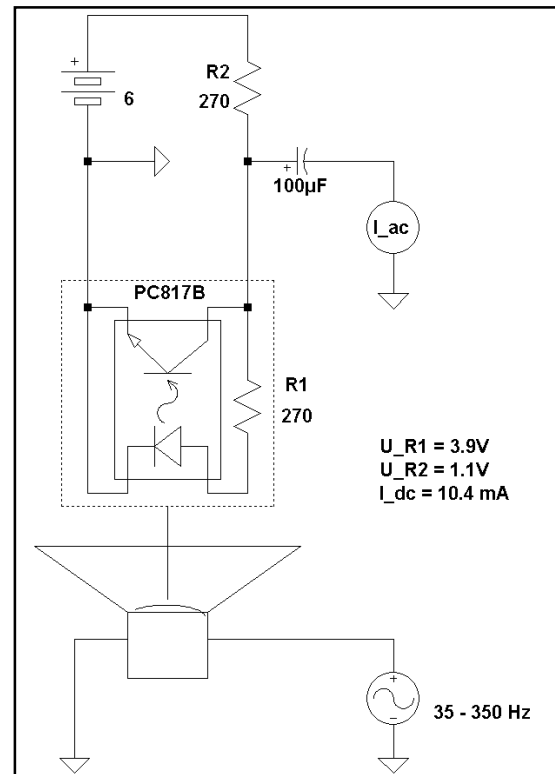 +
R2
6
270
+
100µF
I_ac
PC817B
R1
270
U_R1 = 3.9V
U_R2 = 1.1V
I_dc = 10.4 mA
+
35 - 350 Hz
−